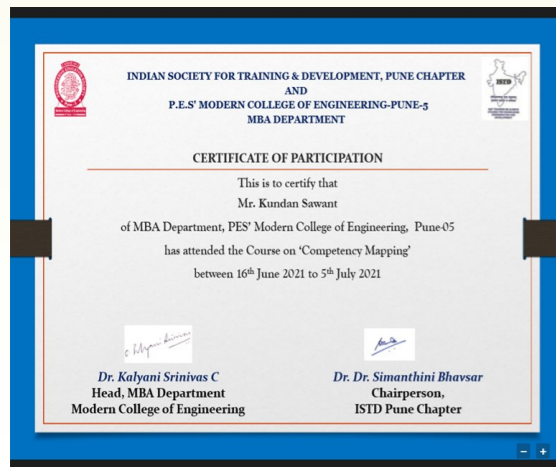 INDIAN SOCIETY FOR TRAINING & DEVELOPMENT, PUNE CHAPTER
AND
P.E.S' MODERN COLLEGE OF ENGINEERING-PUNE-5
MBA DEPARTMENT
ISTD
CERTIFICATE OF PARTICIPATION
This is to certify that
Mr. Kundan Sawant
of MBA Department, PES' Modern College of Engineering, Pune-05
has attended the Course on 'Competency Mapping'
between 16th June 2021 to 5th July 2021
Dr. Kalyani Srinivas C
Head, MBA Department
Modern College of Engineering
Dr. Dr. Simanthini Bhavsar
Chairperson,
ISTD Pune Chapter